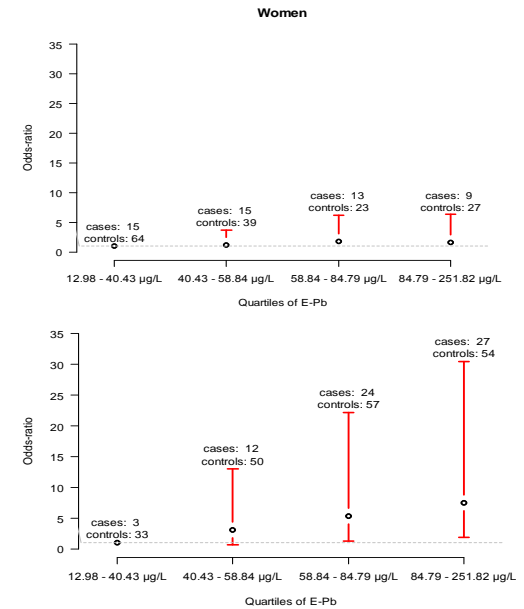 Women
35
30
25
20
15
10
5
0
Odds-ratio
cases: 15
controls: 64
cases: 15
controls: 39
cases: 13
controls: 23
cases: 9
controls: 27
12.98 - 40.43 µg/L
40.43 - 58.84 µg/L
58.84 - 84.79 µg/L
84.79 - 251.82 µg/L
Quartiles of E-Pb
35
30
25
20
15
10
5
0
Odds-ratio
cases: 3
controls: 33
cases: 12
controls: 50
cases: 24
controls: 57
cases: 27
controls: 54
12.98 - 40.43 µg/L
40.43 - 58.84 µg/L
58.84 - 84.79 µg/L
84.79 - 251.82 µg/L
Quartiles of E-Pb